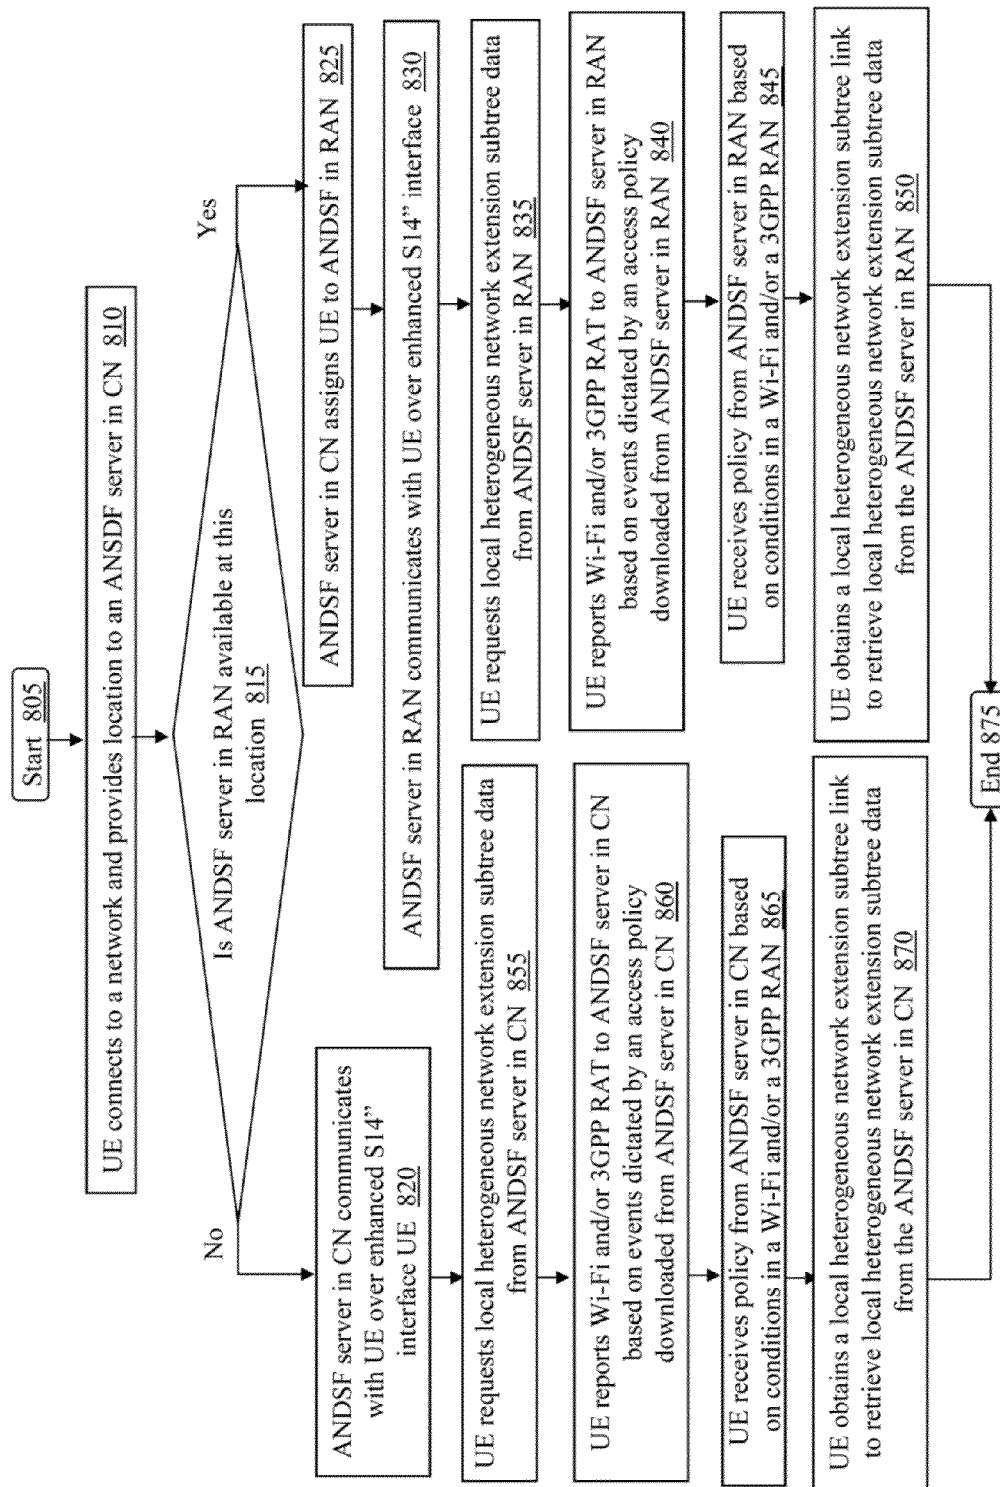 Start 805
UE connects to a network and provides location to an ANSDF server in CN 810
Is ANDSF server in RAN available at this
location 815
No
Yes
ANDSF server in CN communicates
with UE over enhanced S14”
interface UE 820
UE requests local heterogeneous network extension subtree data
from ANDSF server in CN 855
UE reports Wi-Fi and/or 3GPP RAT to ANDSF server in CN
based on events dictated by an access policy
downloaded from ANDSF server in CN 860
UE receives policy from ANDSF server in CN based
on conditions in a Wi-Fi and/or a 3GPP RAN 865
UE obtains a local heterogeneous network extension subtree link
to retrieve local heterogeneous network extension subtree data
from the ANDSF server in CN 870
ANDSF server in CN assigns UE to ANDSF in RAN 825
ANDSF server in RAN communicates with UE over enhanced S14” interface 830
UE requests local heterogeneous network extension subtree data
from ANDSF server in RAN 835
UE reports Wi-Fi and/or 3GPP RAT to ANDSF server in RAN
based on events dictated by an access policy
downloaded from ANDSF server in RAN 840
UE receives policy from ANDSF server in RAN based
on conditions in a Wi-Fi and/or a 3GPP RAN 845
UE obtains a local heterogeneous network extension subtree link
to retrieve local heterogeneous network extension subtree data
from the ANDSF server in RAN 850
End 875